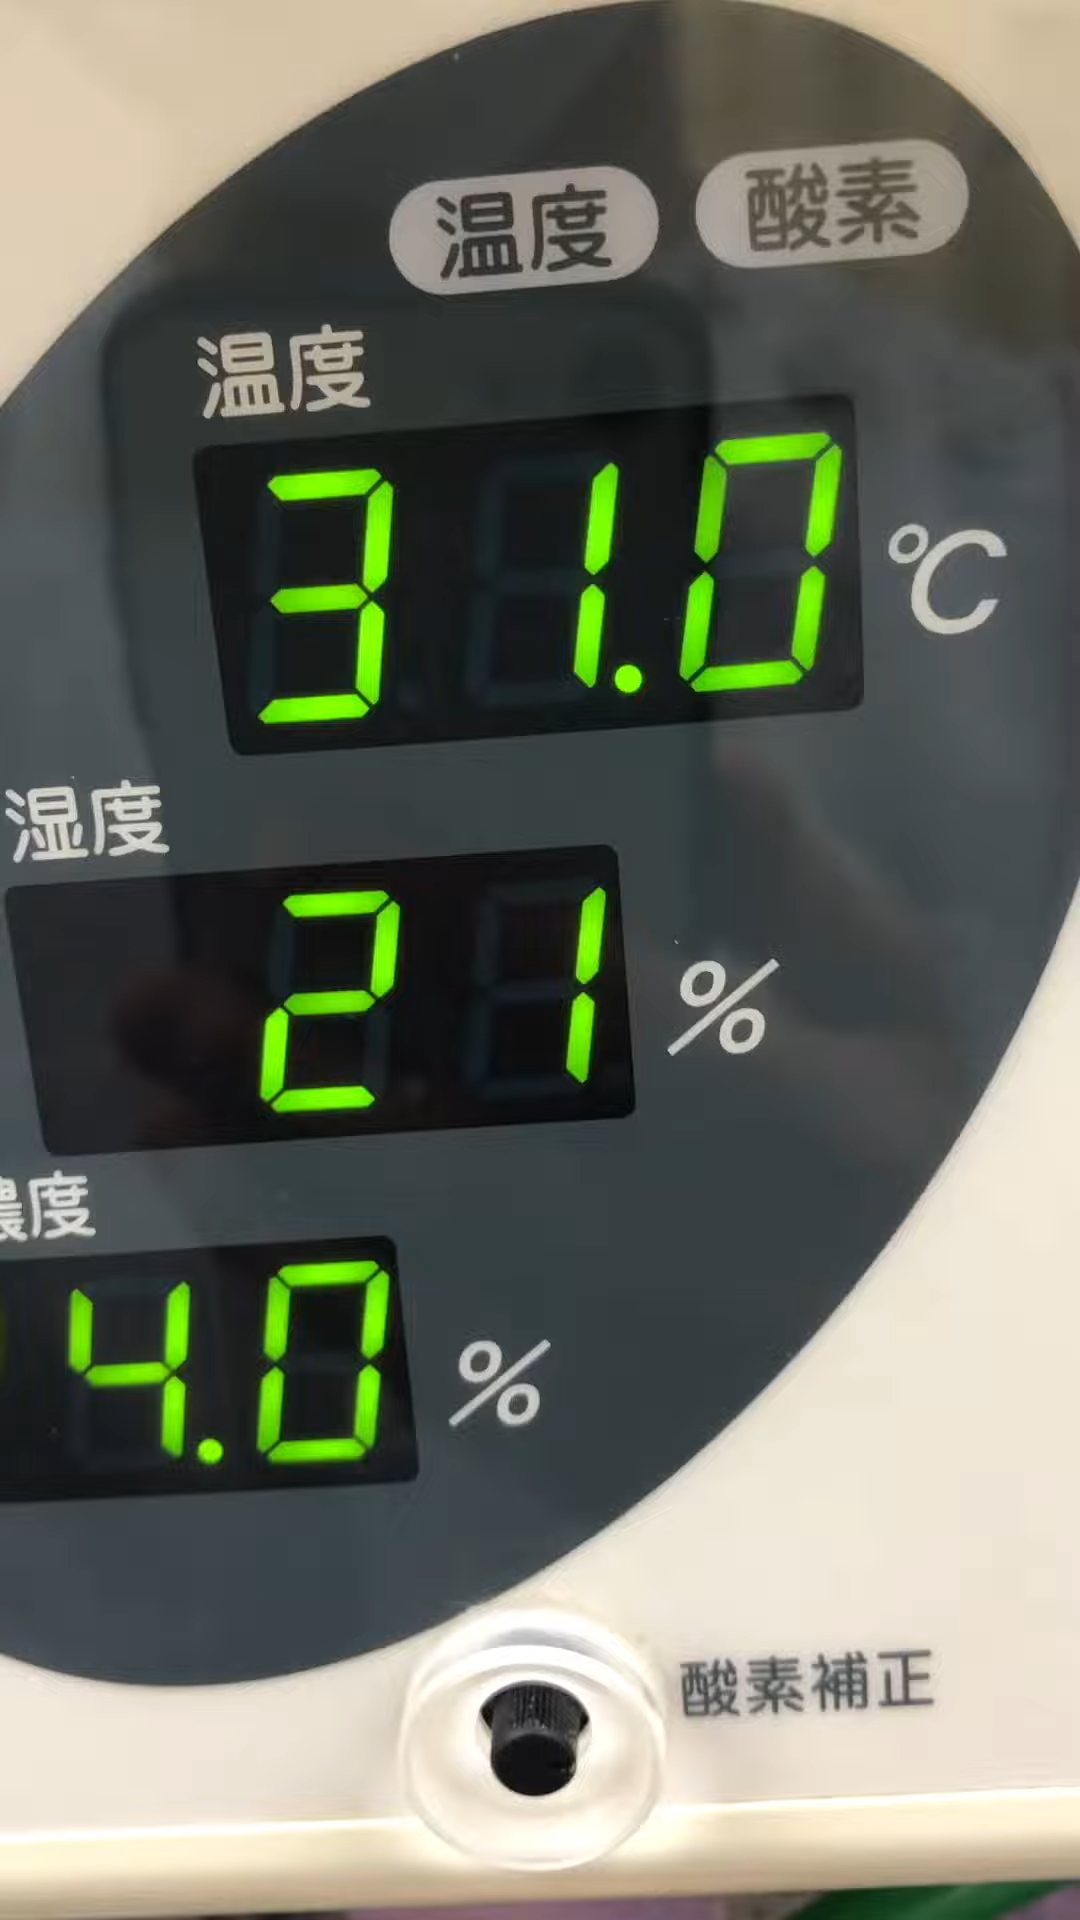 温度 酸素
温度
31.0 ℃
湿度
21 %
濃度
4.0 %
酸素補正